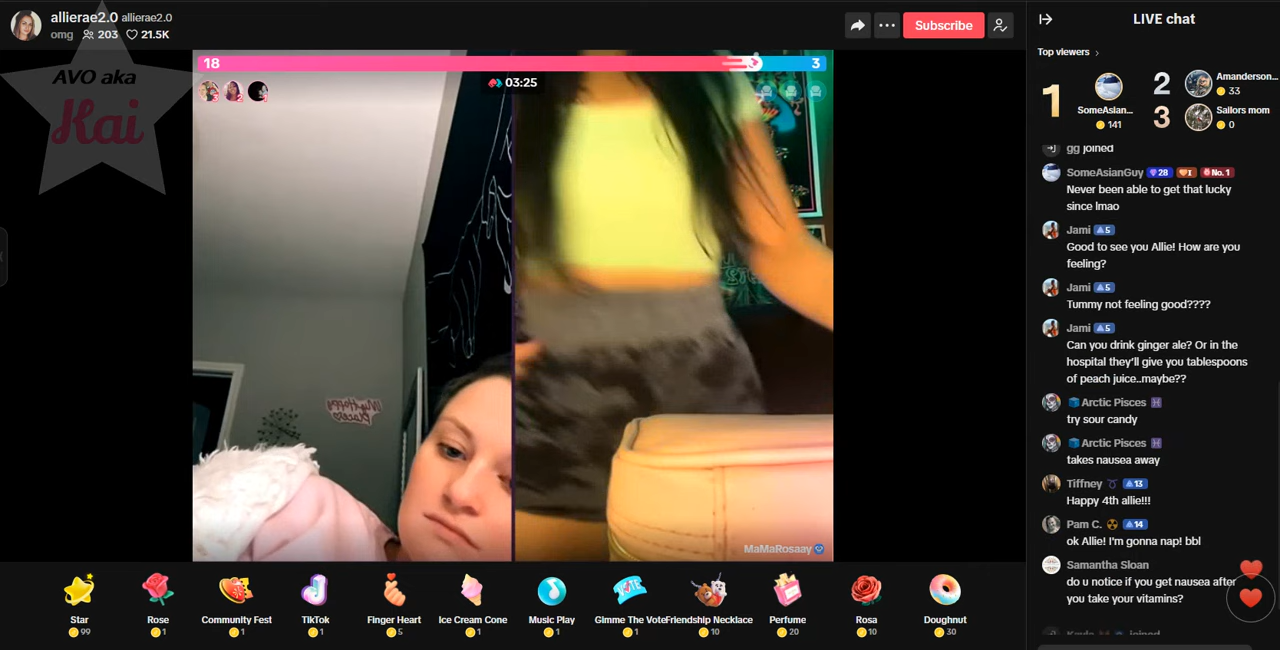 allierae2.0 allierae2.0
omg 203 21.5K
AVO aka
Kai
Subscribe
18
3
03:25
MyHappy
Place
MaMaRosaay
Star
99
Rose
1
Community Fest
1
TikTok
1
Finger Heart
5
Ice Cream Cone
1
Music Play
1
Gimme The Vote
1
Friendship Necklace
10
Perfume
20
Rosa
10
Doughnut
30
LIVE chat
Top viewers
1
SomeAsian...
141
2
Amanderson...
33
3
Sailors mom
0
gg joined
SomeAsianGuy 28 I No. 1
Never been able to get that lucky
since lmao
Jami 5
Good to see you Allie! How are you
feeling?
Jami 5
Tummy not feeling good????
Jami 5
Can you drink ginger ale? Or in the
hospital they'll give you tablespoons
of peach juice..maybe??
Arctic Pisces
try sour candy
Arctic Pisces
takes nausea away
Tiffney 13
Happy 4th allie!!!
Pam C. 14
ok Allie! I'm gonna nap! bbl
Samantha Sloan
do u notice if you get nausea after
you take your vitamins?
joined